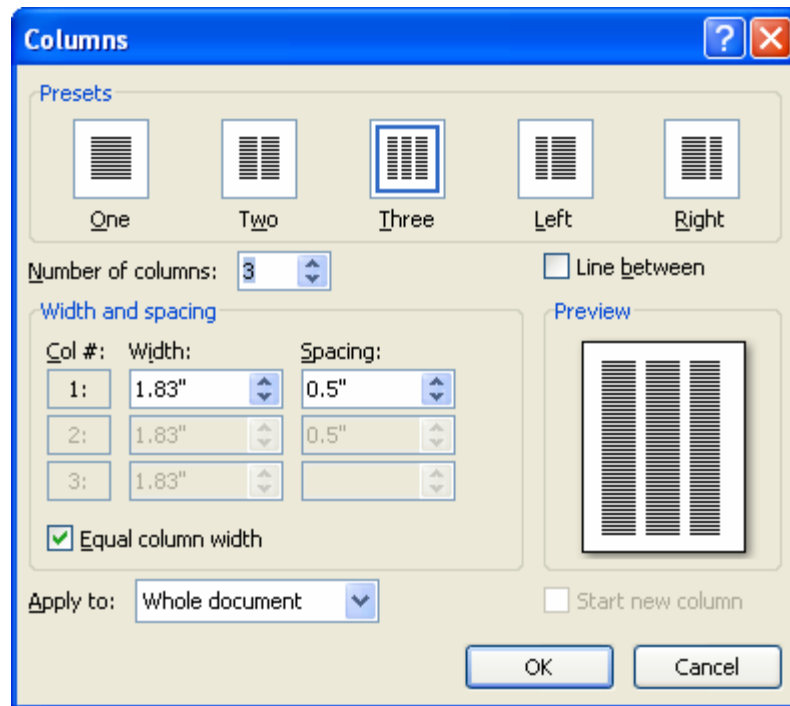 Columns
Presets
One Two Three Left Right
Number of columns: 3 Line between
Width and spacing Preview
Col #: Width: Spacing:
1: 1.83" 0.5"
2: 1.83" 0.5"
3: 1.83"
Equal column width
Apply to: Whole document Start new column
OK Cancel